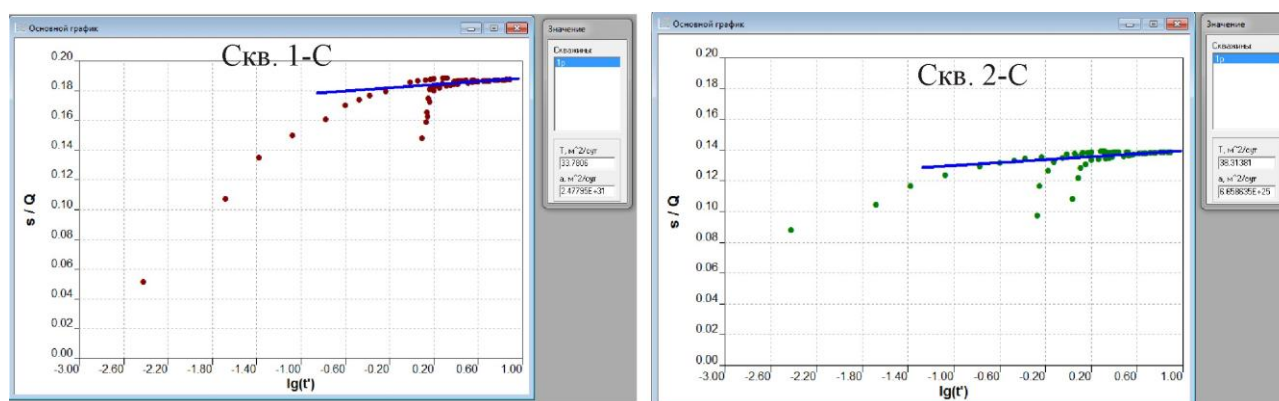 Основной график
Скв. 1-С
0.20
0.18
0.16
0.14
0.12
0.10
0.08
0.06
0.04
0.02
0.00
s / Q
-3.00 -2.60 -2.20 -1.80 -1.40 -1.00 -0.60 -0.20 0.20 0.60 1.00
lg(t')
Значение
Скважины
1р
T, м^2/сут
33.7806
a, м^2/сут
2.47795E+31
Основной график
Скв. 2-С
0.20
0.18
0.16
0.14
0.12
0.10
0.08
0.06
0.04
0.02
0.00
s / Q
-3.00 -2.60 -2.20 -1.80 -1.40 -1.00 -0.60 -0.20 0.20 0.60 1.00
lg(t')
Значение
Скважины
1р
T, м^2/сут
38.31381
a, м^2/сут
6.658635E+25